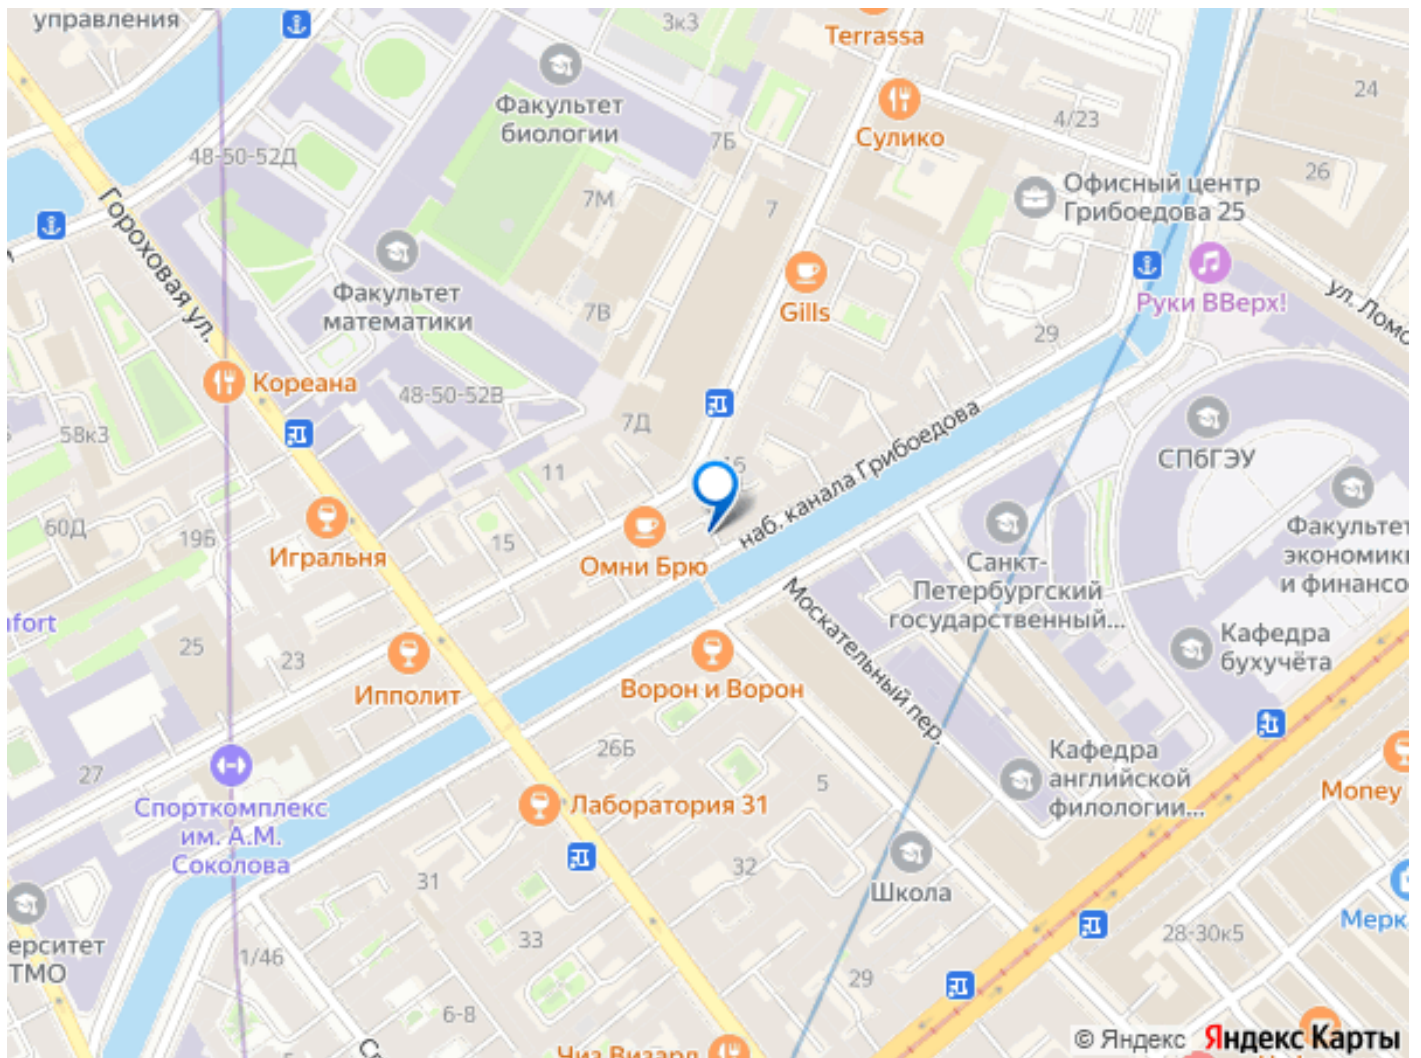 управления
3к3
Terrassa
24
Факультет
биологии
4/23
7Б
Сулико
48-50-52Д
26
Офисный центр
Грибоедова 25
7М
7
Гороховая ул.
Факультет
математики
7В
Gills
Руки ВВерх!
29
Кореана
48-50-52В
58к3
7Д
наб. канала Грибоедова
СПбГЭУ
11
60Д
19Б
Игральня
15
Омни Брю
Санкт-
Петербургский
государственный...
Факультет
экономики
и финансо
Москательный пер.
Кафедра
бухучёта
25
23
Ипполит
Ворон и Ворон
26Б
27
5
Кафедра
английской
филологии...
Money
Спорткомплекс
им. А.М.
Соколова
Лаборатория 31
31
32
Школа
Мерк
28-30к5
33
ерситет
ТМО
1/46
29
6-8
Чиз Визард
© Яндекс Яндекс Карты